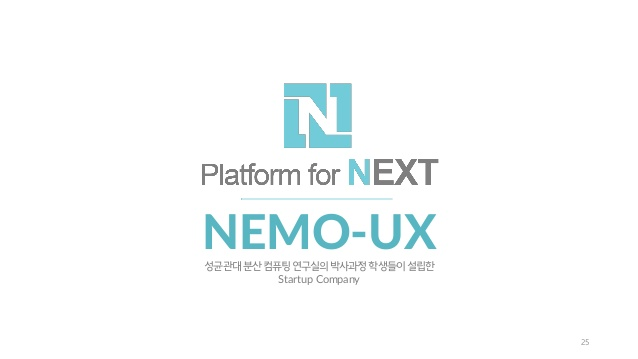 N
Platform for NEXT
NEMO-UX
성균관대 분산 컴퓨팅 연구실의 박사과정 학생들이 설립한
Startup Company
25